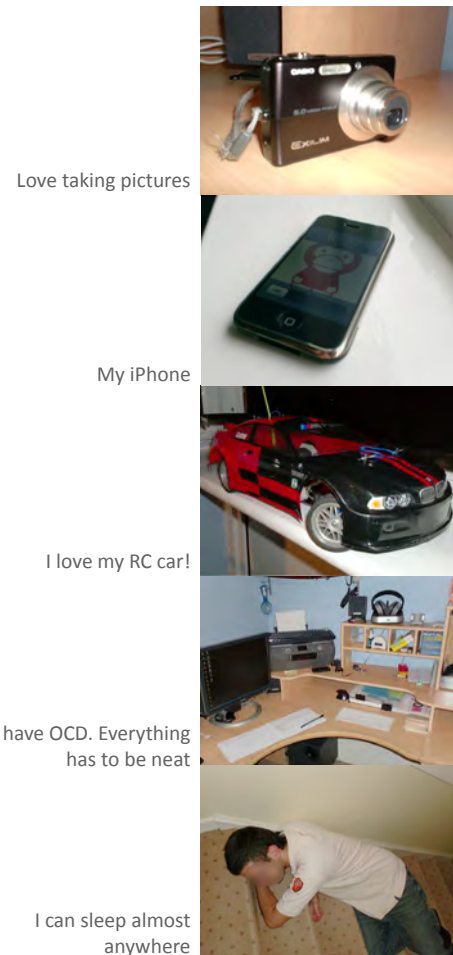 CASIO
EXILIM
Love taking pictures
My iPhone
I love my RC car!
have OCD. Everything
has to be neat
I can sleep almost
anywhere